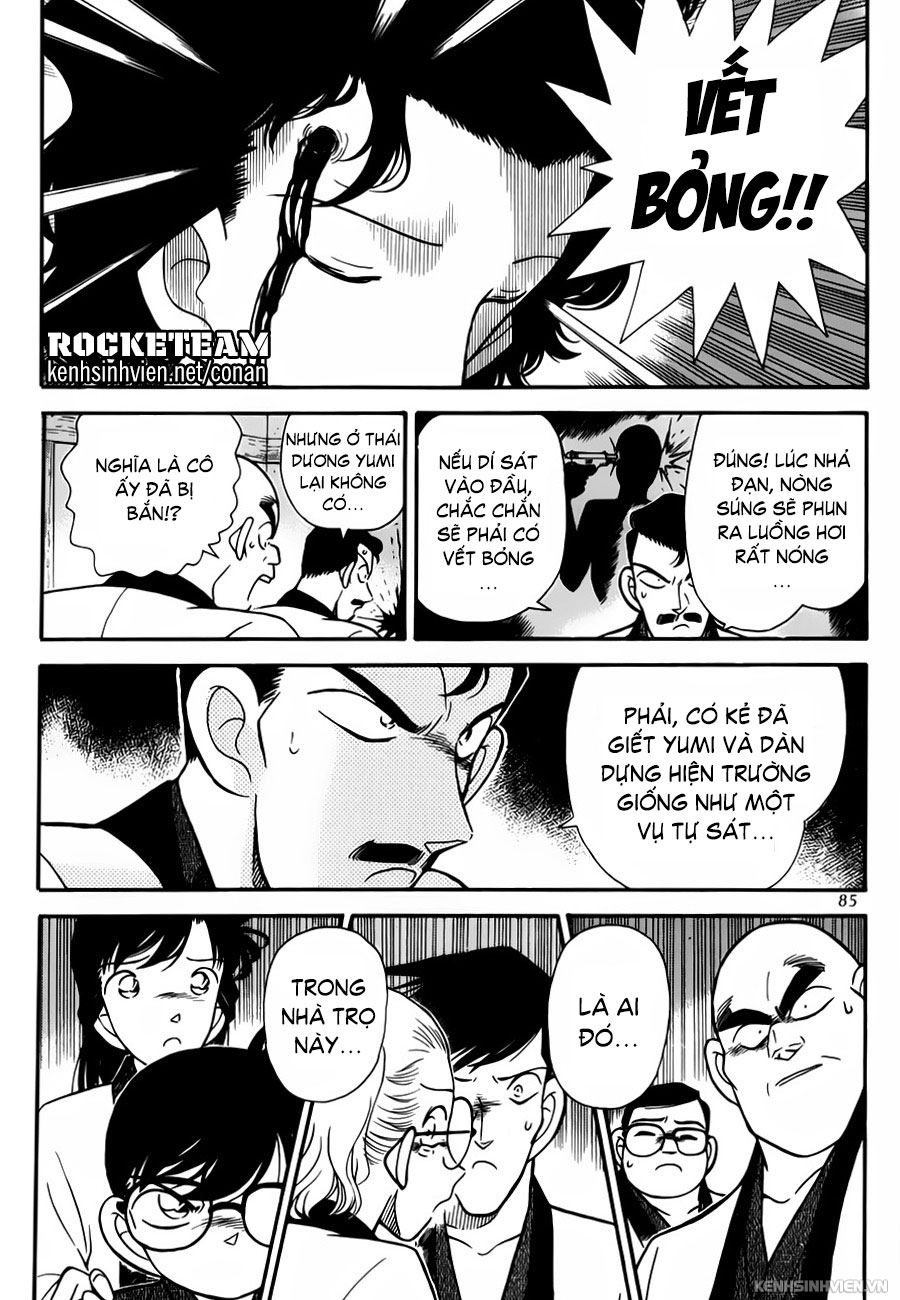 VẾT
BỎNG!!
ROCKETEAM
kenhsinhvien.net/conan
ĐÚNG! LÚC NHẢ
ĐẠN, NÒNG
SÚNG SẼ PHUN
RA LUỒNG HƠI
RẤT NÓNG
...
NẾU DÍ SÁT
VÀO ĐẦU,
CHẮC CHẮN
SẼ PHẢI CÓ
VẾT BỎNG
...
NHƯNG Ở THÁI
DƯƠNG YUMI
LẠI KHÔNG
CÓ...
NGHĨA LÀ CÔ
ẤY ĐÃ BỊ
BẮN!?
PHẢI, CÓ KẺ ĐÃ
GIẾT YUMI VÀ DÀN
DỰNG HIỆN TRƯỜNG
GIỐNG NHƯ MỘT
VỤ TỰ SÁT...
85
LÀ AI
ĐÓ...
TRONG
NHÀ TRỌ
NÀY...
KENHSINHVIEN.VN